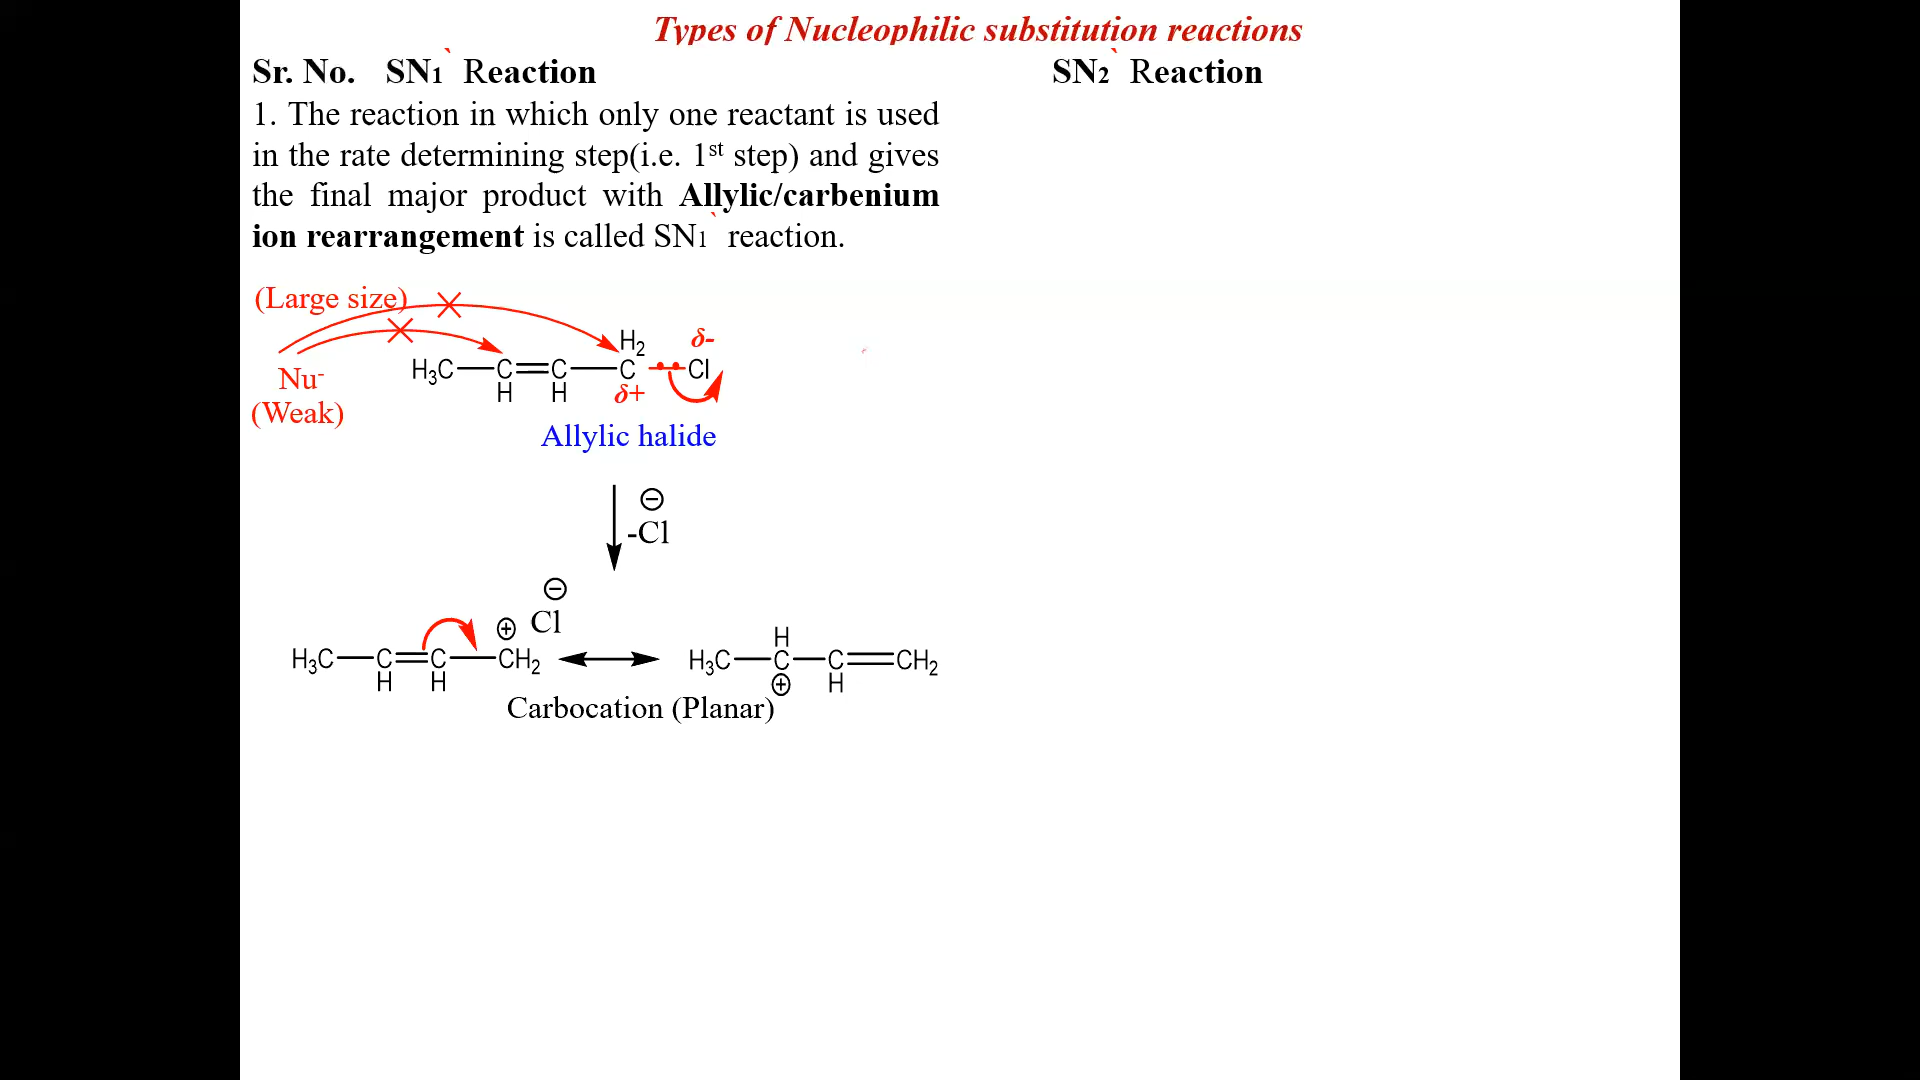 Types of Nucleophilic substitution reactions
Sr. No. SN1` Reaction
SN2` Reaction
1. The reaction in which only one reactant is used
in the rate determining step(i.e. 1st step) and gives
the final major product with Allylic/carbenium
ion rearrangement is called SN1` reaction.
(Large size)
H2 δ-
H3C C C C Cl
H H δ+
Nu-
(Weak)
Allylic halide
⊖
-Cl
⊖
⊕ Cl
H3C C C CH2
H H
H
H3C C C CH2
⊕ H
Carbocation (Planar)